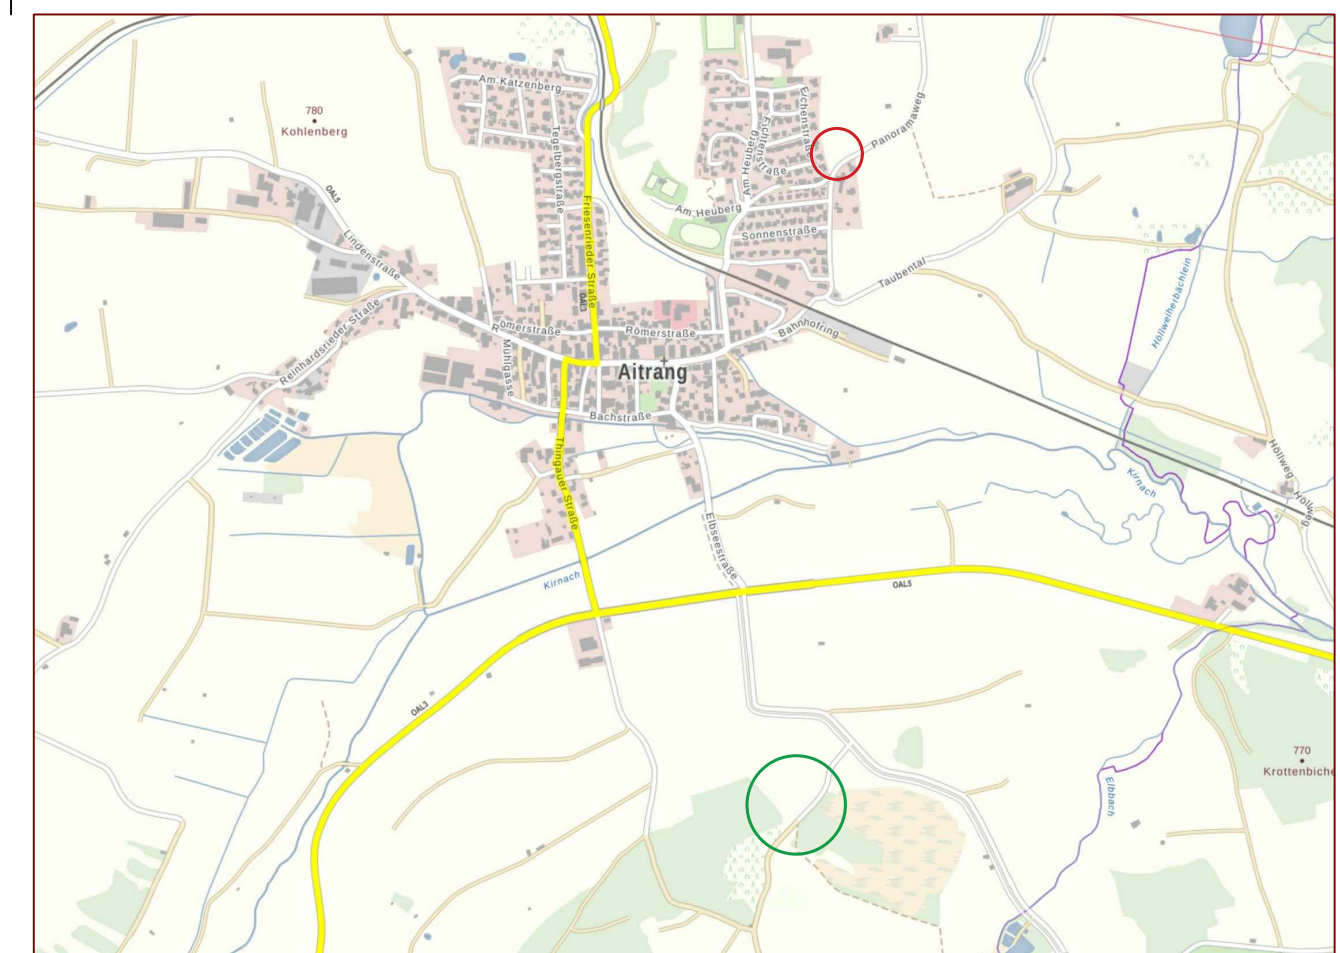 Am Katzenberg
780
Kohlenberg
Tegelbergstraße
Eichenstraße
Fichtenstraße
Am Heuberg
Panoramaweg
OAL5
Lindenstraße
Friesenrieder Straße
OAL3
Am Heuberg
Sonnenstraße
Taubental
Höllweiherbächlein
Reinhardsrieder Straße
Römerstraße
Römerstraße
Bahnhofring
Mühlgasse
Aitrang
Bachstraße
Thingauer Straße
Elbseestraße
Kirnach
Höllweg
Höllweg
Kirnach
OAL5
OAL3
770
Krottenbiche
Elbbach